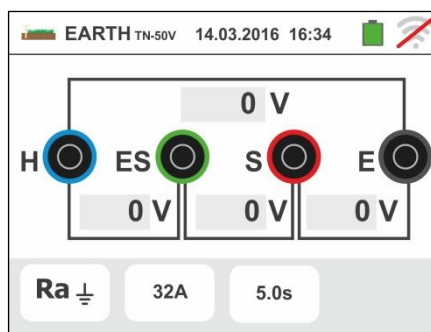 EARTH TN-50V 14.03.2016 16:34
0 V
H ES S E
0 V 0 V 0 V
Ra 32A 5.0s